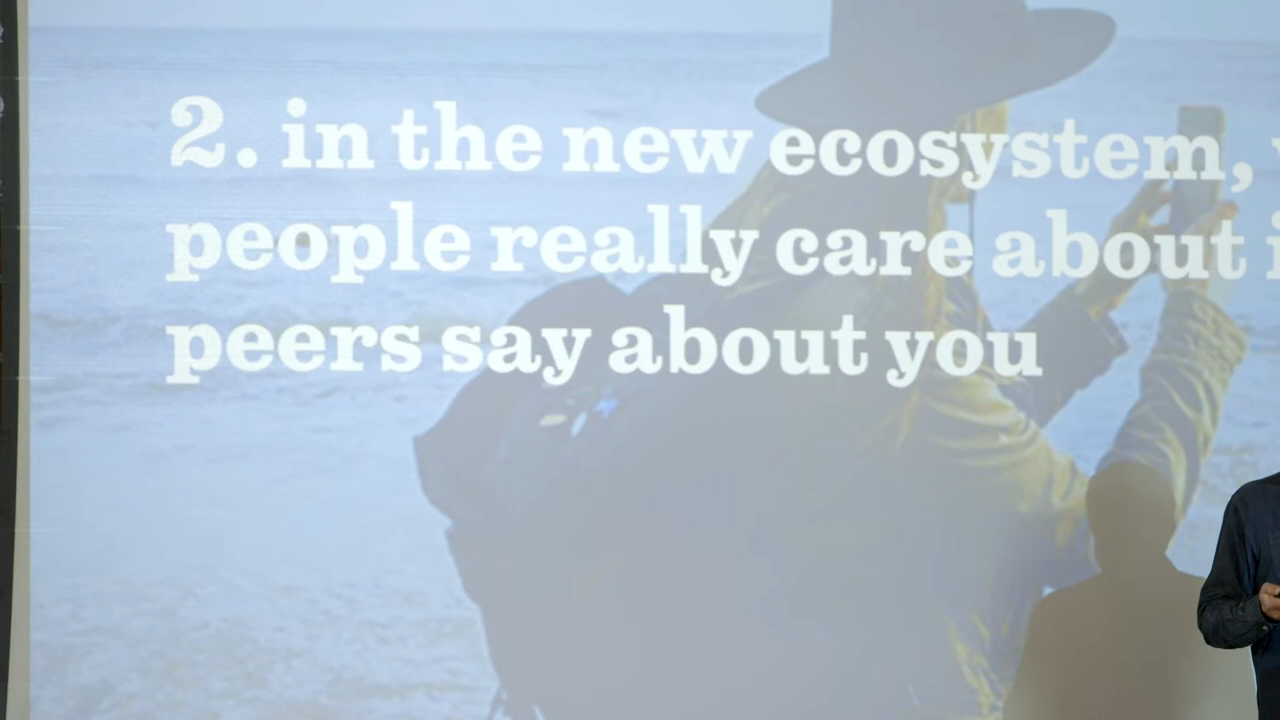 2. in the new ecosystem,
people really care about
peers say about you